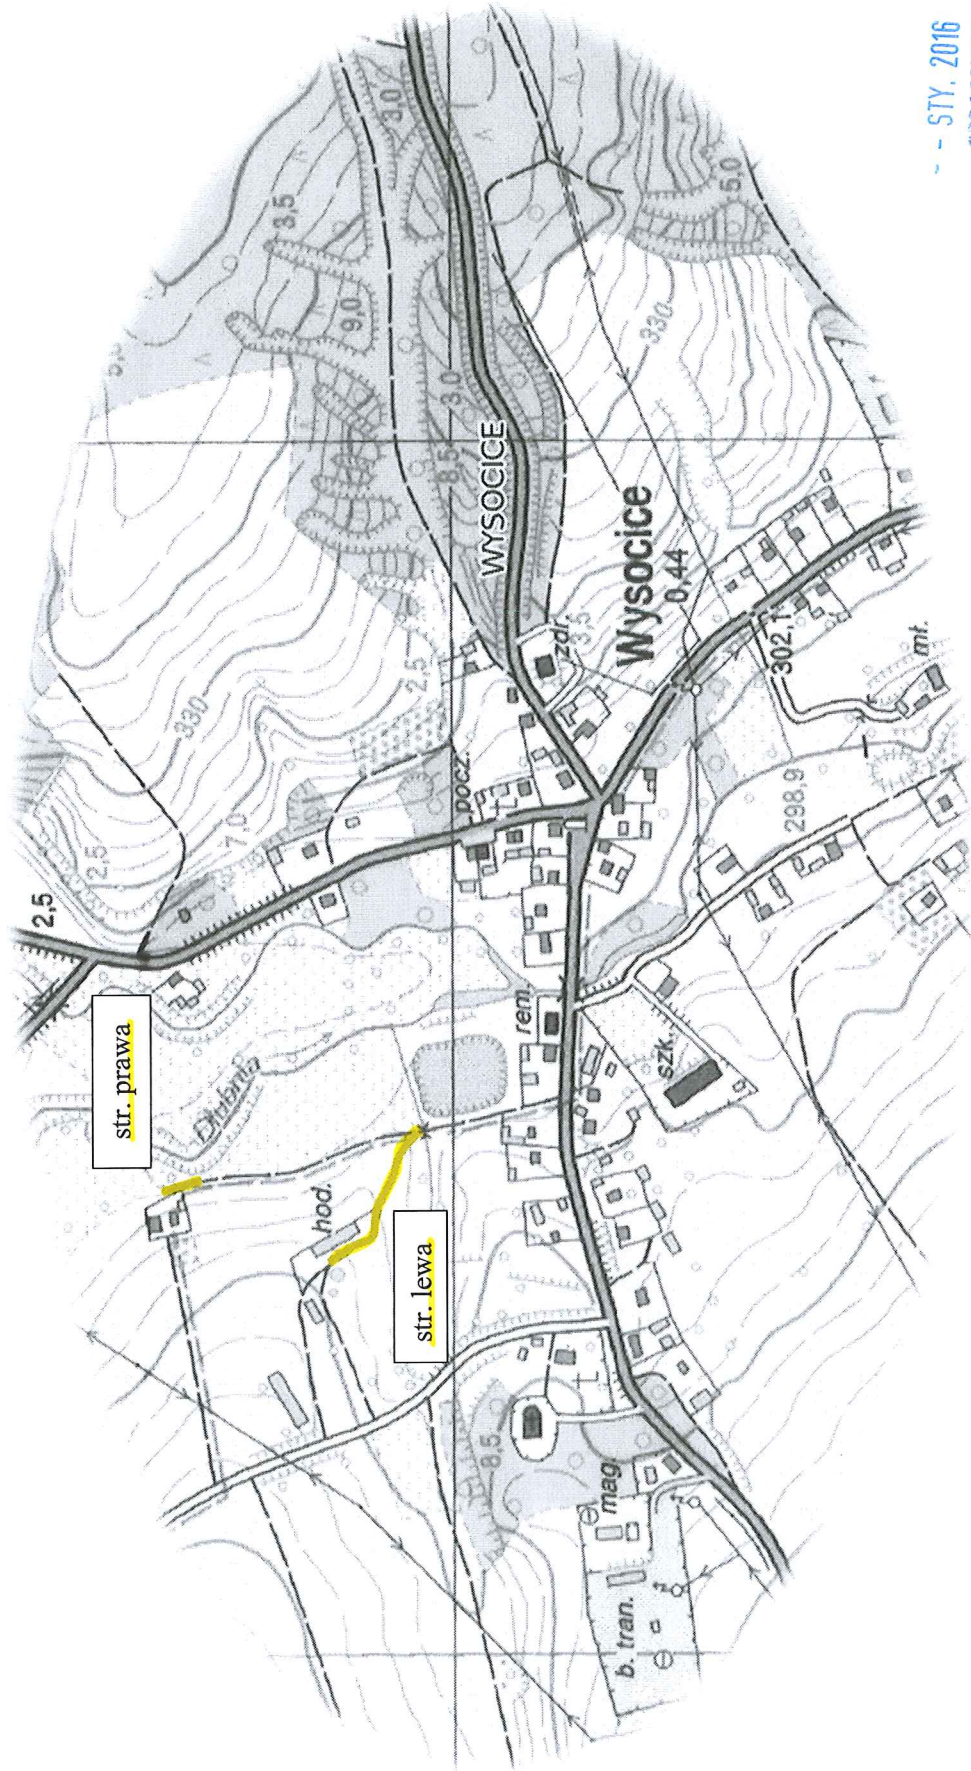 - - STY. 2016
str. prawa
str. lewa
WYSOCICE
Wysocice
0,44
3,0
3,5
9,0
5,0
330
8,5
3,0
zdr.
3,5
2,5
330
7,0
2,5
2,5
pocz.
302,1
mł.
298,9
rem.
szk.
hod.
8,5
mag.
b. tran.